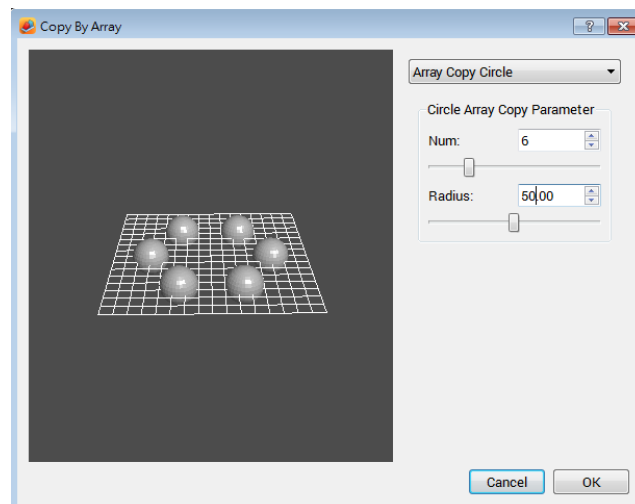 Copy By Array
Array Copy Circle
Circle Array Copy Parameter
Num: 6
Radius: 50.00
Cancel OK